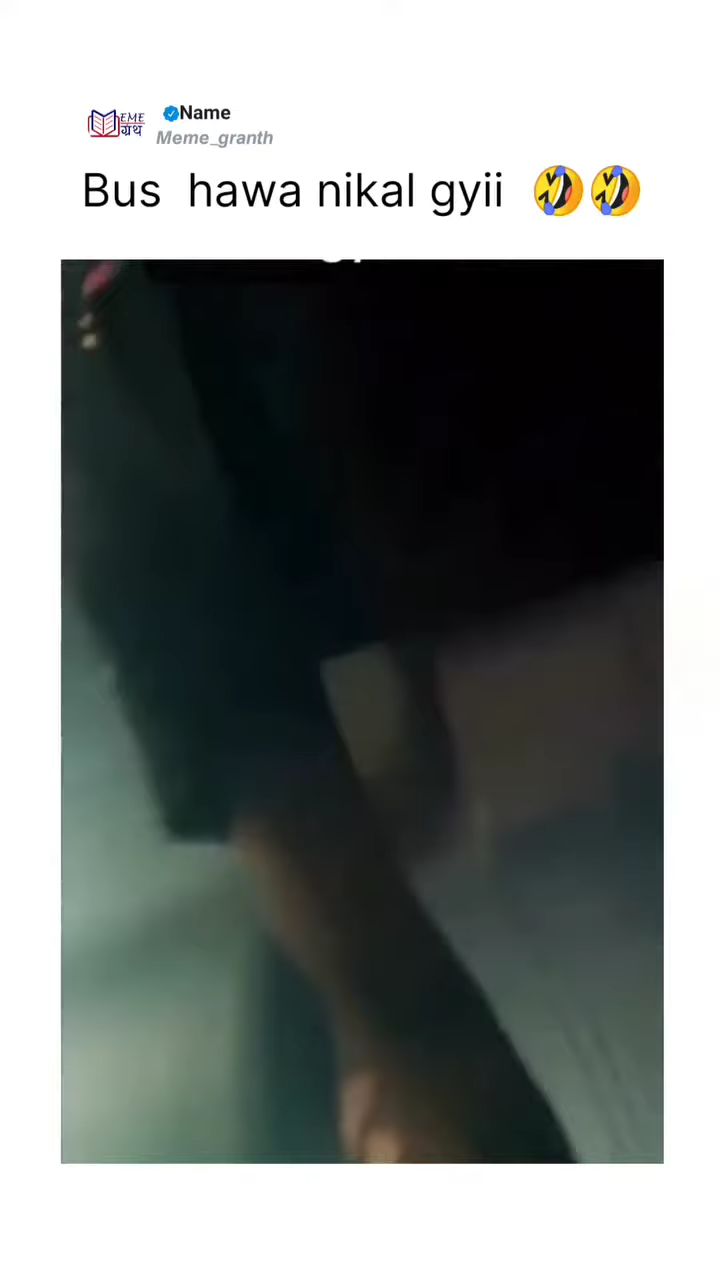 EME
ग्रंथ
Name
Meme_granth
Bus hawa nikal gyii 🤣🤣